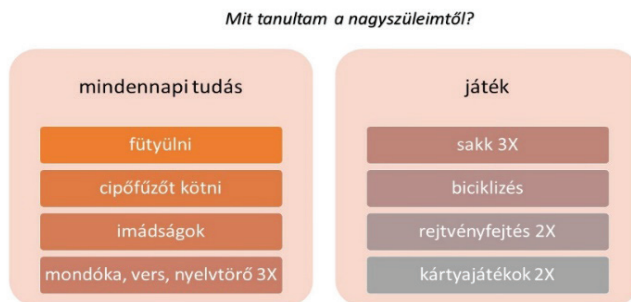 Mit tanultam a nagyszüleimtől?
mindennapi tudás
fütyülni
cipőfűzőt kötni
imádságok
mondóka, vers, nyelvtörő 3X
játék
sakk 3X
biciklizés
rejtvényfejtés 2X
kártyajátékok 2X